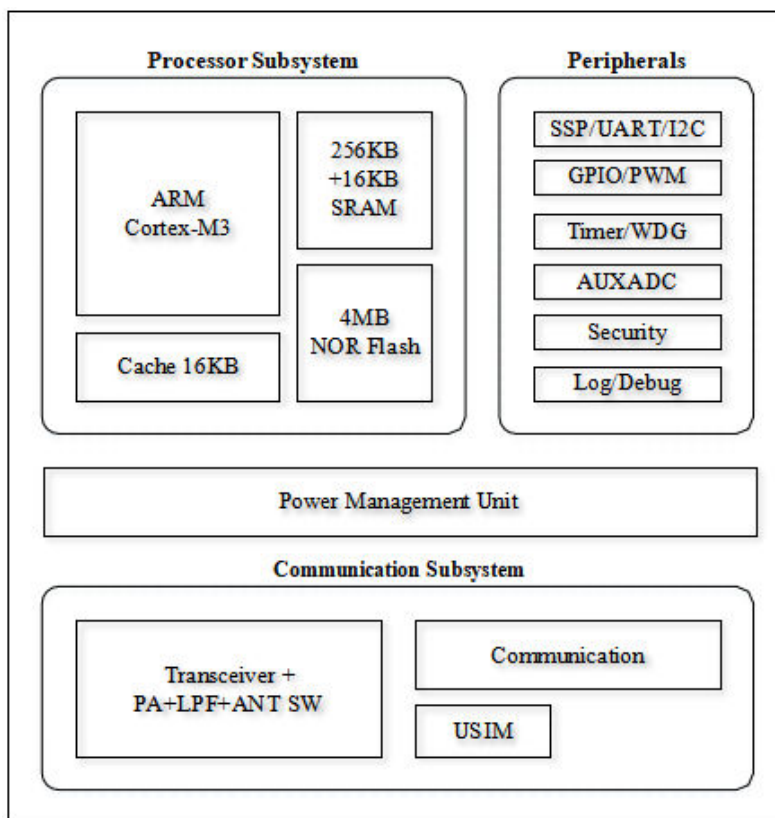 Processor Subsystem
ARM
Cortex-M3
256KB
+16KB
SRAM
Cache 16KB
4MB
NOR Flash
Peripherals
SSP/UART/I2C
GPIO/PWM
Timer/WDG
AUXADC
Security
Log/Debug
Power Management Unit
Communication Subsystem
Transceiver +
PA+LPF+ANT SW
Communication
USIM